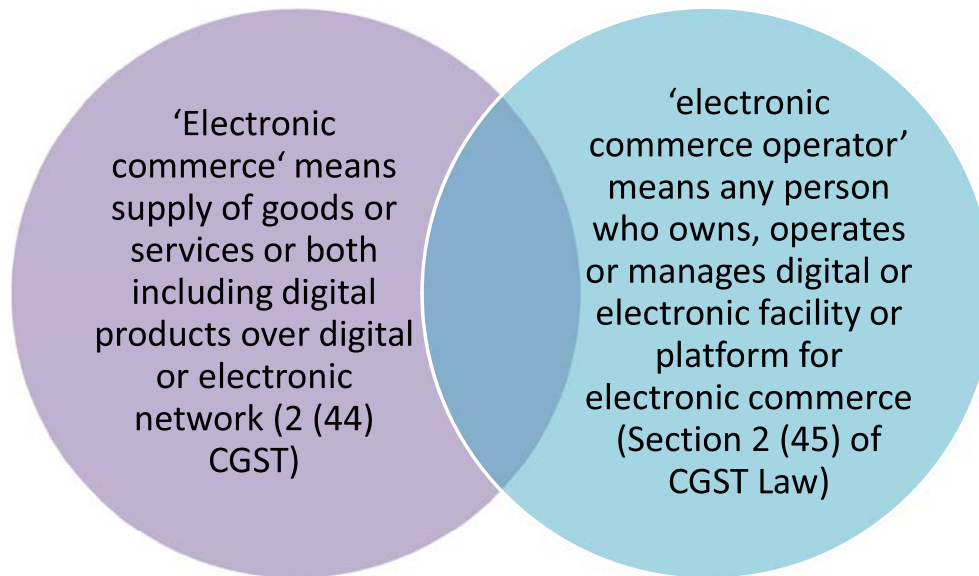 ‘Electronic
commerce‘ means
supply of goods or
services or both
including digital
products over digital
or electronic
network (2 (44)
CGST)
‘electronic
commerce operator’
means any person
who owns, operates
or manages digital or
electronic facility or
platform for
electronic commerce
(Section 2 (45) of
CGST Law)